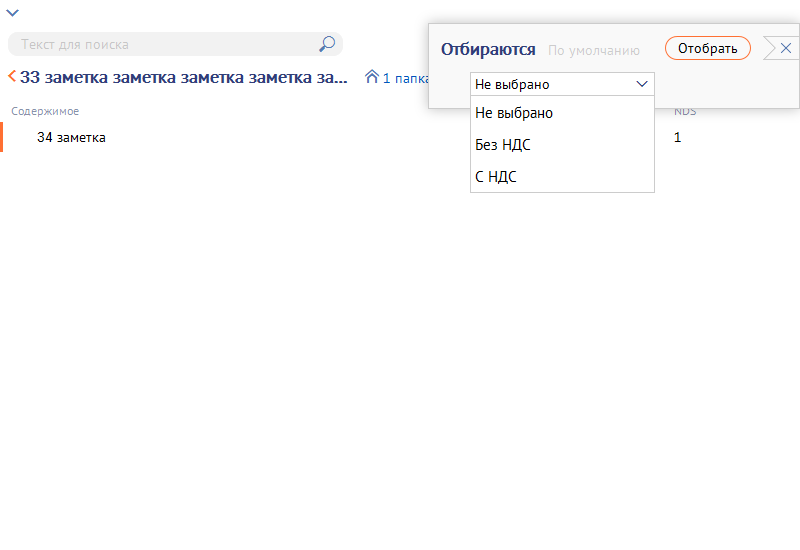 Текст для поиска
Отбираются По умолчанию Отобрать
33 заметка заметка заметка заметка за... 1 папка
Не выбрано
Содержимое NDS
Не выбрано
34 заметка 1
Без НДС
С НДС